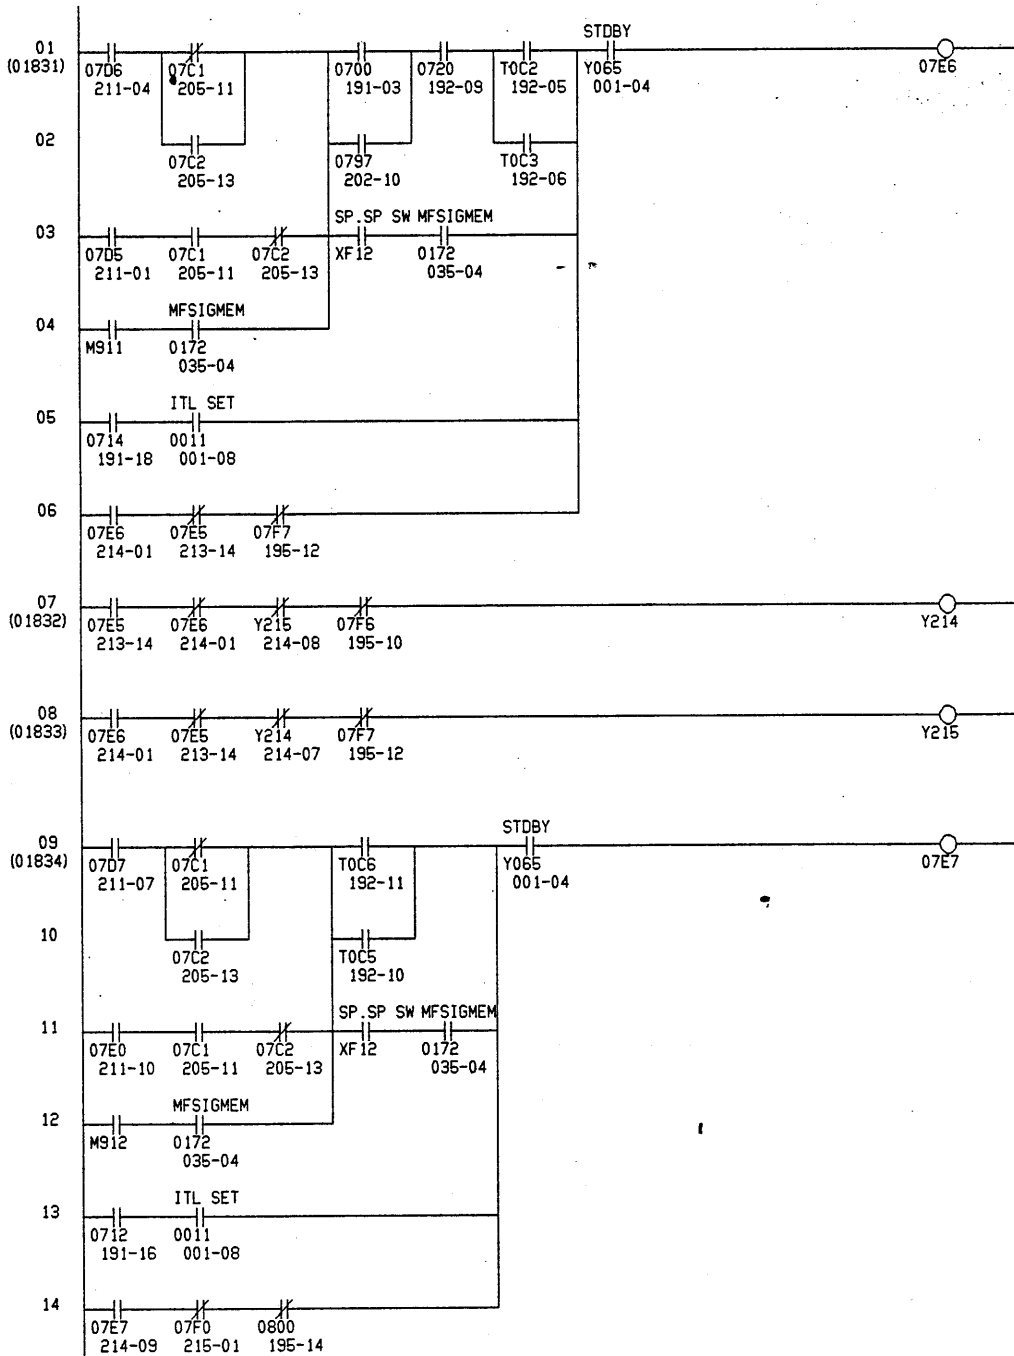 STDBY
01
(01831)
07D6 07C1 0700 0720 T0C2 Y065 07E6
211-04 205-11 191-03 192-09 192-05 001-04
02
07C2 0797 T0C3
205-13 202-10 192-06
SP.SP SW MFSIGMEM
03
07D5 07C1 07C2 XF12 0172
211-01 205-11 205-13 035-04
MFSIGMEM
04
M911 0172
035-04
ITL SET
05
0714 0011
191-18 001-08
06
07E6 07E5 07F7
214-01 213-14 195-12
07
(01832)
07E5 07E6 Y215 07F6 Y214
213-14 214-01 214-08 195-10
08
(01833)
07E6 07E5 Y214 07F7 Y215
214-01 213-14 214-07 195-12
STDBY
09
(01834)
07D7 07C1 T0C6 Y065 07E7
211-07 205-11 192-11 001-04
10
07C2 T0C5
205-13 192-10
SP.SP SW MFSIGMEM
11
07E0 07C1 07C2 XF12 0172
211-10 205-11 205-13 035-04
MFSIGMEM
12
M912 0172
035-04
ITL SET
13
0712 0011
191-16 001-08
14
07E7 07F0 0800
214-09 215-01 195-14